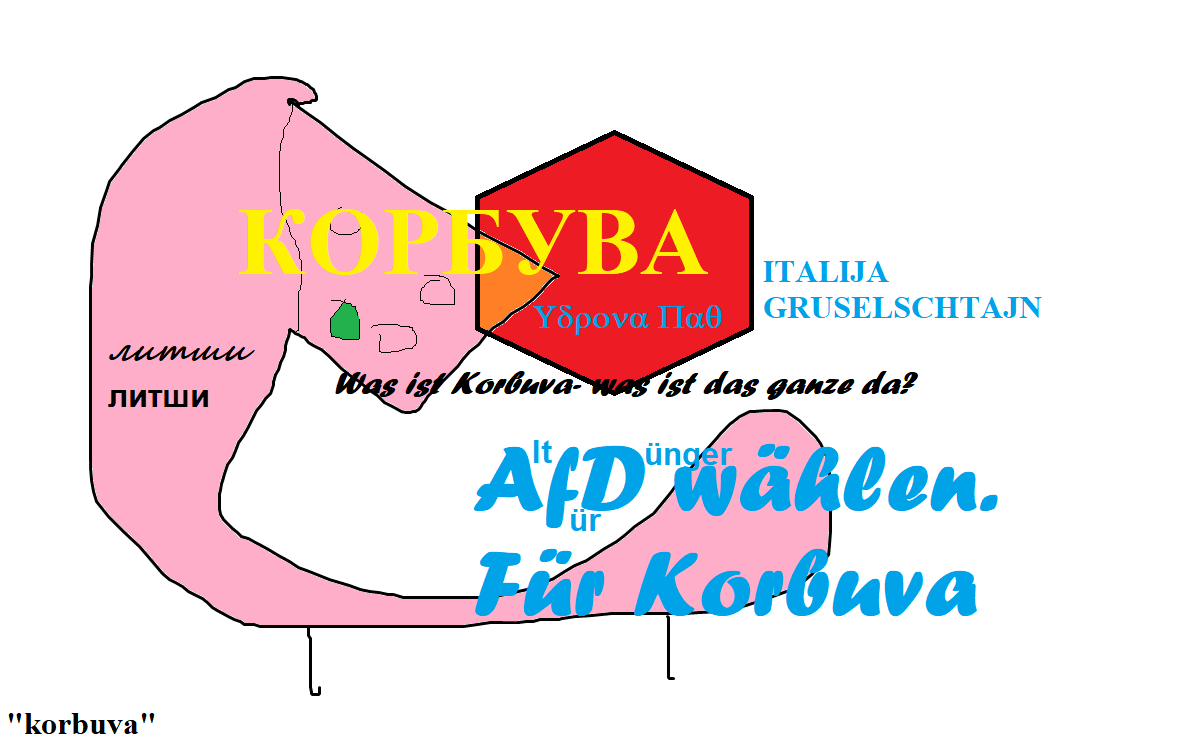 КОРБУВА
ITALIJA
GRUSELSCHTAJN
Υδρονα Παθ
литши
литши
Was ist Korbuva- was ist das ganze da?
AfD wählen.
lt
ünger
ür
Für Korbuva
"korbuva"